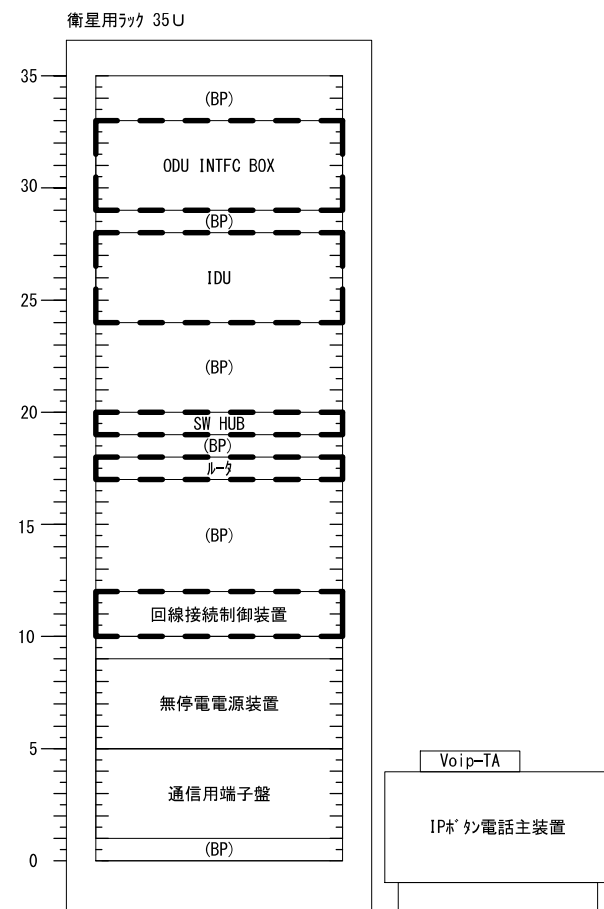 衛星用ﾗｯｸ 35U
35
(BP)
ODU INTFC BOX
30
(BP)
IDU
25
(BP)
20
SW HUB
(BP)
ﾙｰﾀ
15
(BP)
回線接続制御装置
10
無停電電源装置
5
Voip-TA
通信用端子盤
IPﾎﾞﾀﾝ電話主装置
(BP)
0